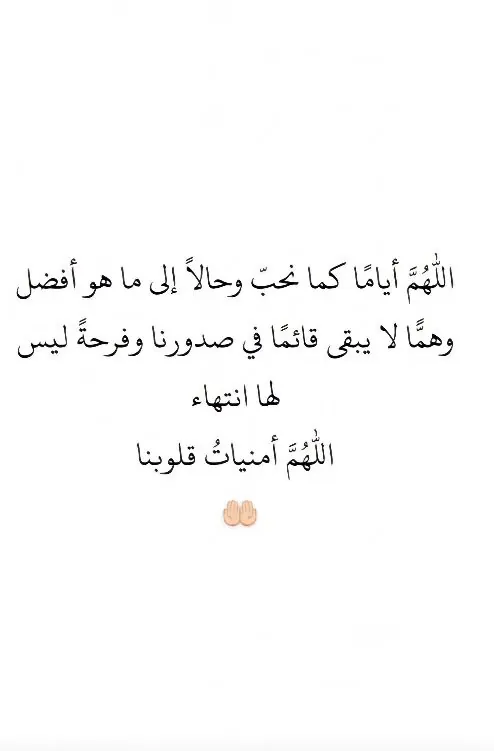 اللّٰهُمَّ أيامًا كما نحبّ وحالاً إلى ما هو أفضل
وهمًّا لا يبقى قائمًا في صدورنا وفرحةً ليس
لها انتهاء
اللّٰهُمَّ أمنياتُ قلوبنا
🤲🏼